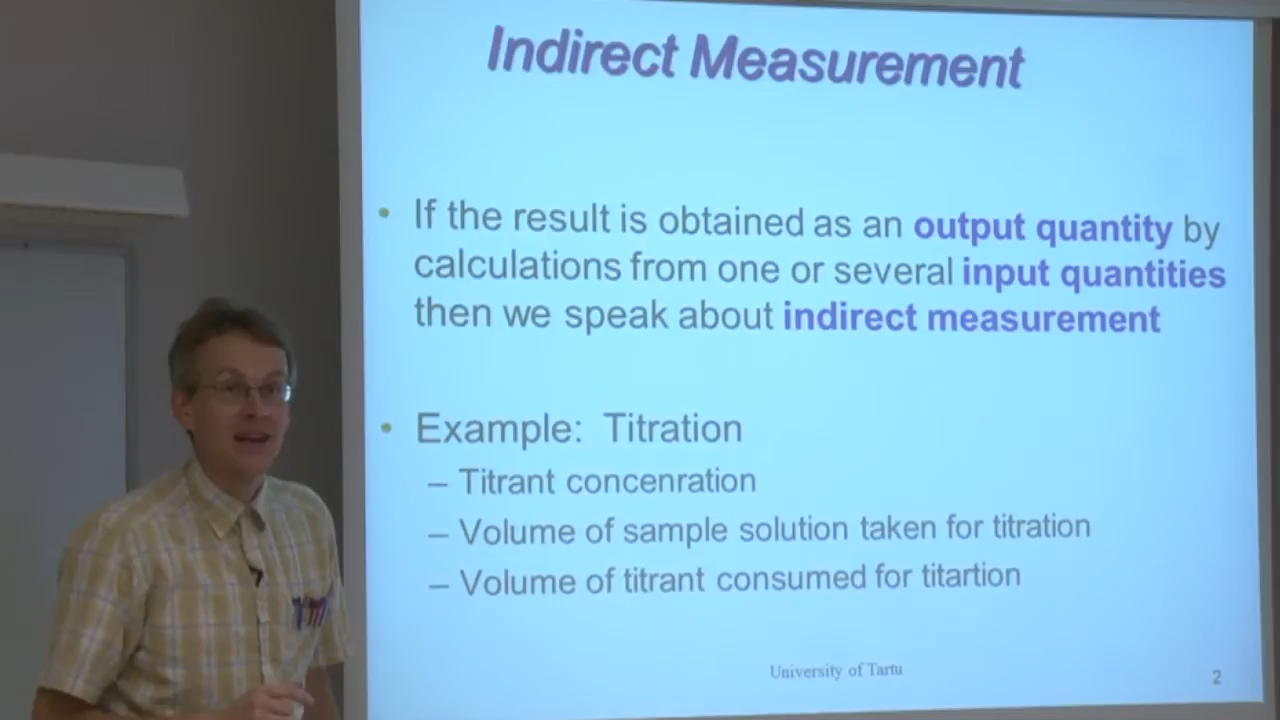 Indirect Measurement
• If the result is obtained as an output quantity by
calculations from one or several input quantities
then we speak about indirect measurement
• Example: Titration
– Titrant concenration
– Volume of sample solution taken for titration
– Volume of titrant consumed for titartion
University of Tartu
2